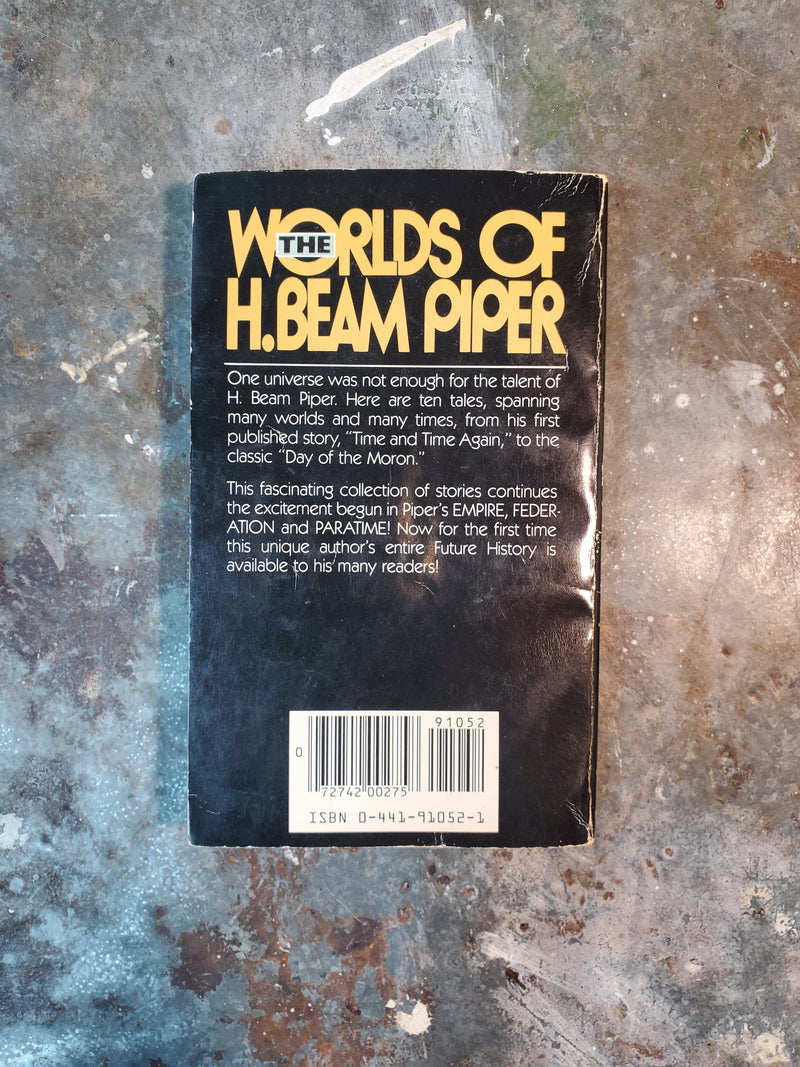 THE
WORLDS OF
H.BEAM PIPER
One universe was not enough for the talent of
H. Beam Piper. Here are ten tales, spanning
many worlds and many times, from his first
published story, “Time and Time Again,” to the
classic “Day of the Moron.”
This fascinating collection of stories continues
the excitement begun in Piper’s EMPIRE, FEDER-
ATION and PARATIME! Now for the first time
this unique author’s entire Future History is
available to his many readers!
91052
0
72742 00275
ISBN 0-441-91052-1